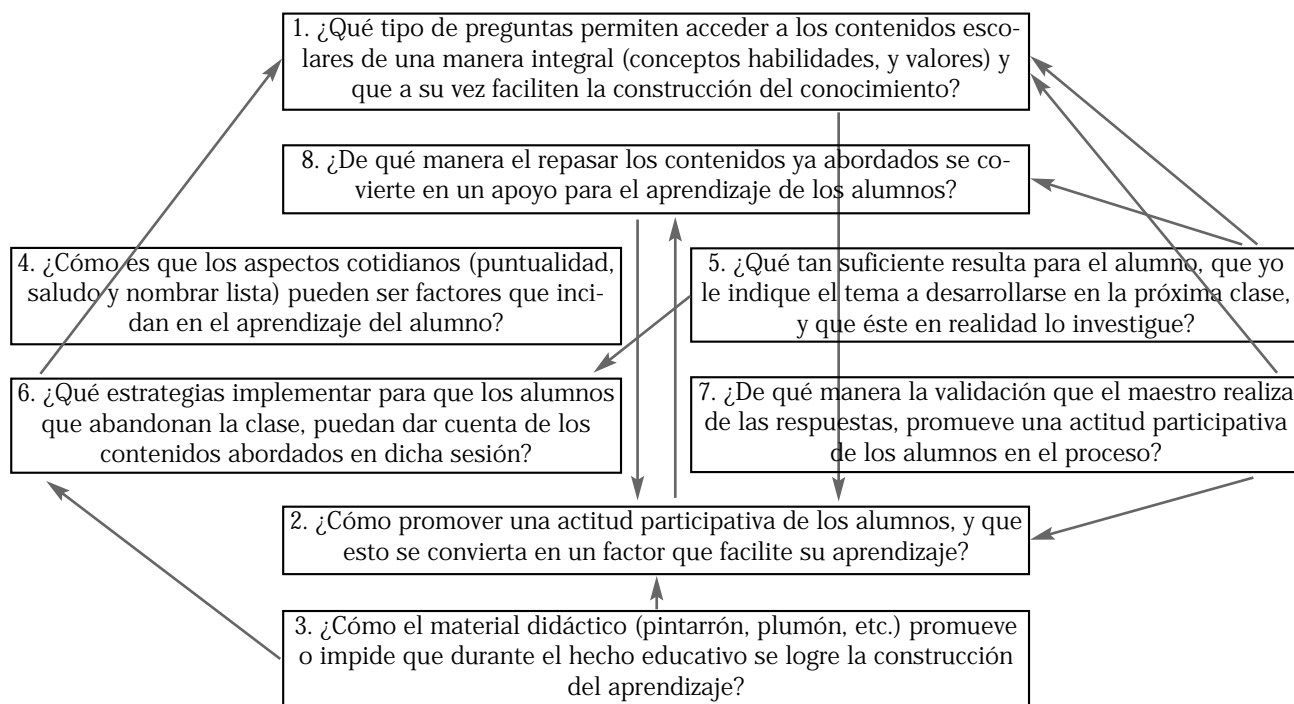 1. ¿Qué tipo de preguntas permiten acceder a los contenidos esco-
lares de una manera integral (conceptos habilidades, y valores) y
que a su vez faciliten la construcción del conocimiento?
8. ¿De qué manera el repasar los contenidos ya abordados se co-
vierte en un apoyo para el aprendizaje de los alumnos?
4. ¿Cómo es que los aspectos cotidianos (puntualidad,
saludo y nombrar lista) pueden ser factores que inci-
dan en el aprendizaje del alumno?
5. ¿Qué tan suficiente resulta para el alumno, que yo
le indique el tema a desarrollarse en la próxima clase,
y que éste en realidad lo investigue?
6. ¿Qué estrategias implementar para que los alumnos
que abandonan la clase, puedan dar cuenta de los
contenidos abordados en dicha sesión?
7. ¿De qué manera la validación que el maestro realiza
de las respuestas, promueve una actitud participativa
de los alumnos en el proceso?
2. ¿Cómo promover una actitud participativa de los alumnos, y que
esto se convierta en un factor que facilite su aprendizaje?
3. ¿Cómo el material didáctico (pintarrón, plumón, etc.) promueve
o impide que durante el hecho educativo se logre la construcción
del aprendizaje?